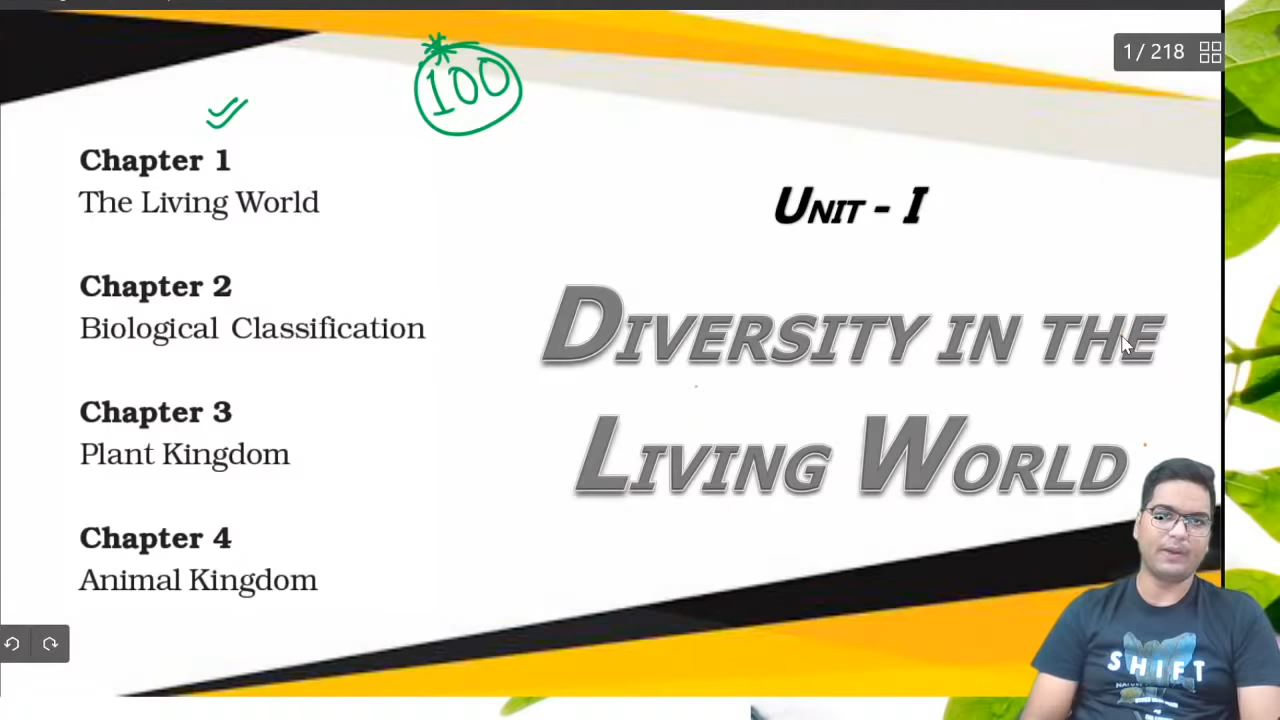 100
1 / 218
Chapter 1
The Living World
Chapter 2
Biological Classification
Chapter 3
Plant Kingdom
Chapter 4
Animal Kingdom
UNIT - I
DIVERSITY IN THE
LIVING WORLD
SHIFT